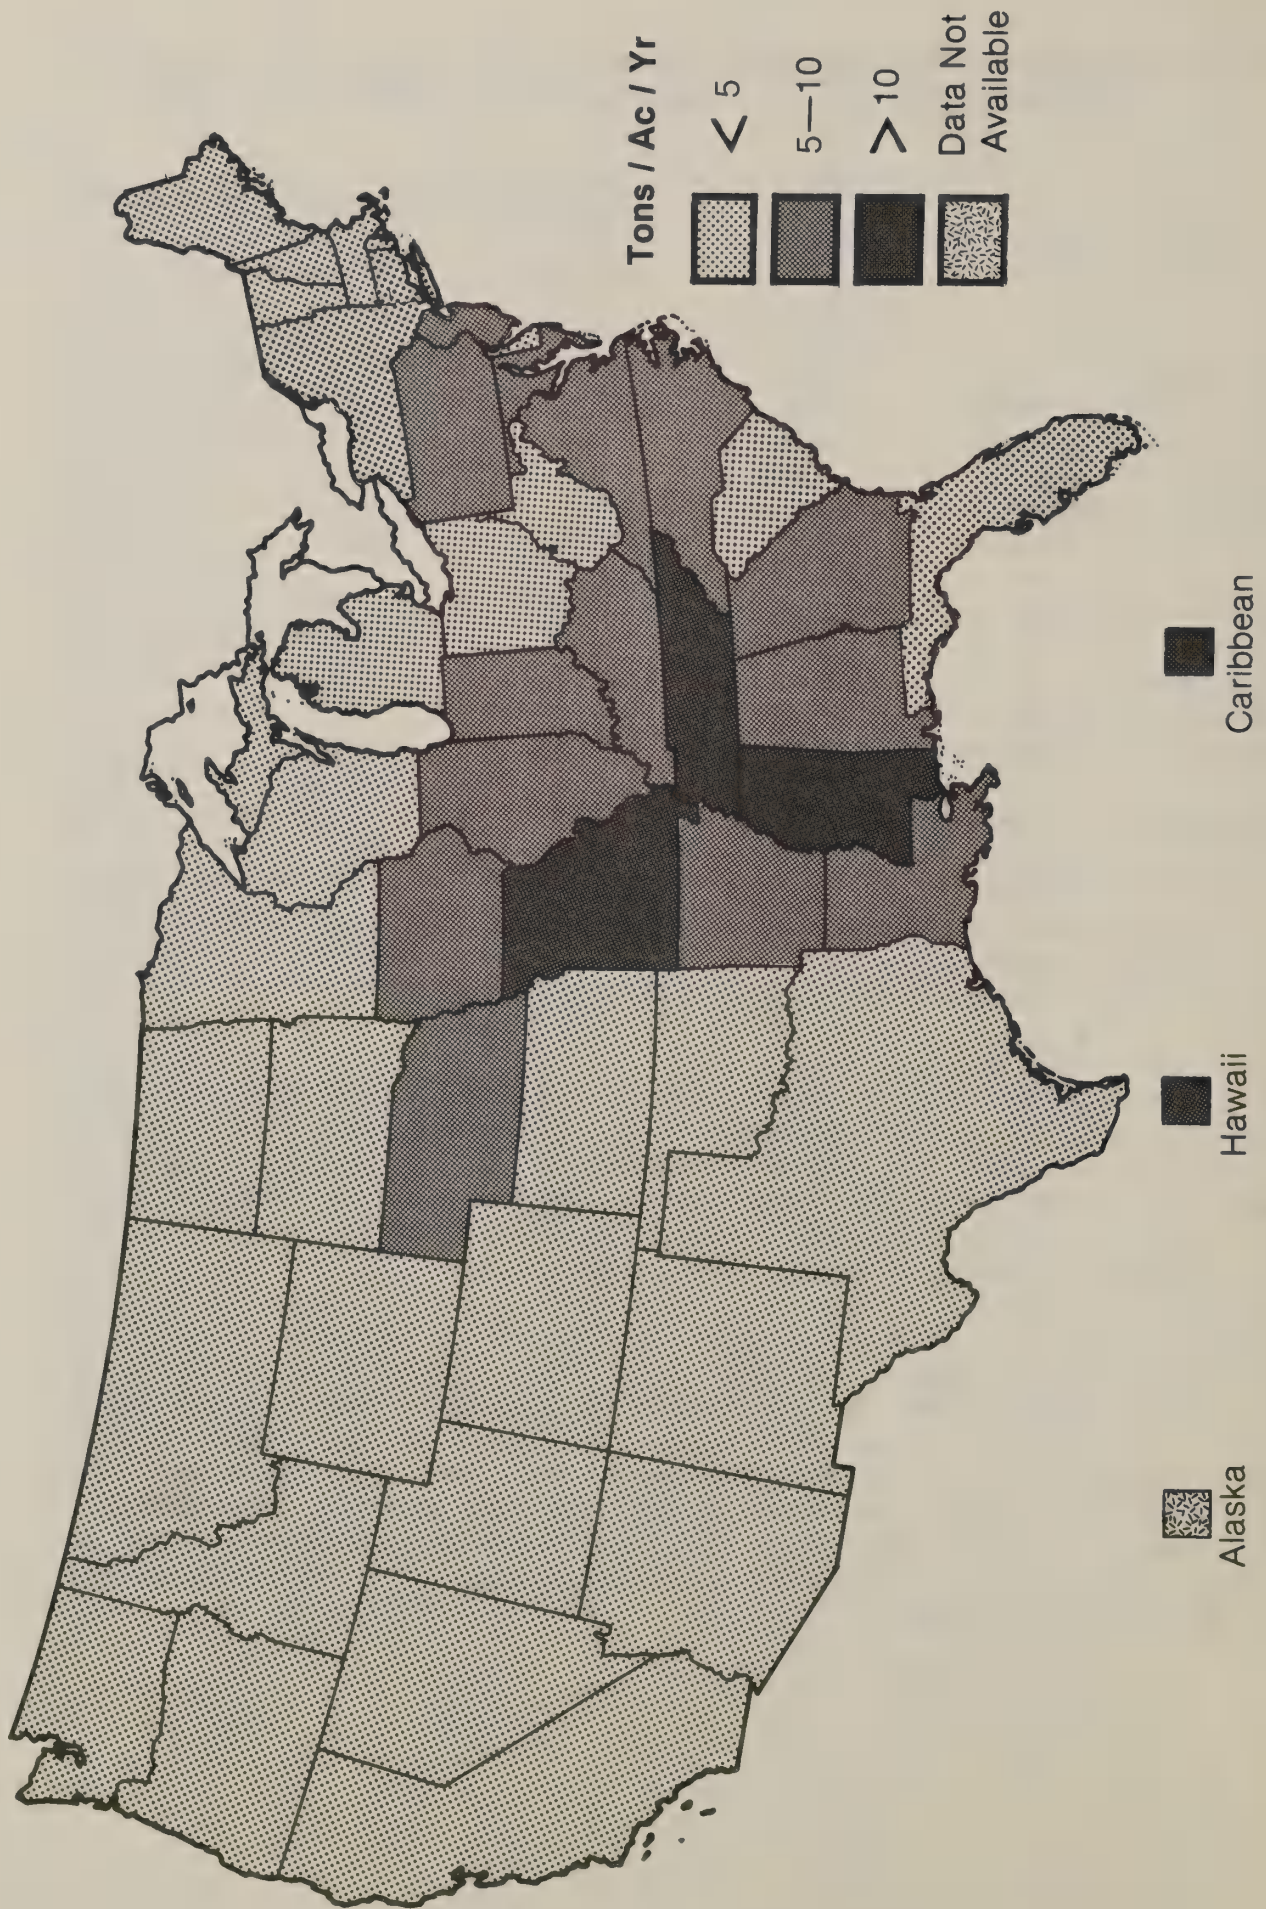 Tons / Ac / Yr
< 5
5—10
> 10
Data Not
Available
Alaska
Hawaii
Caribbean